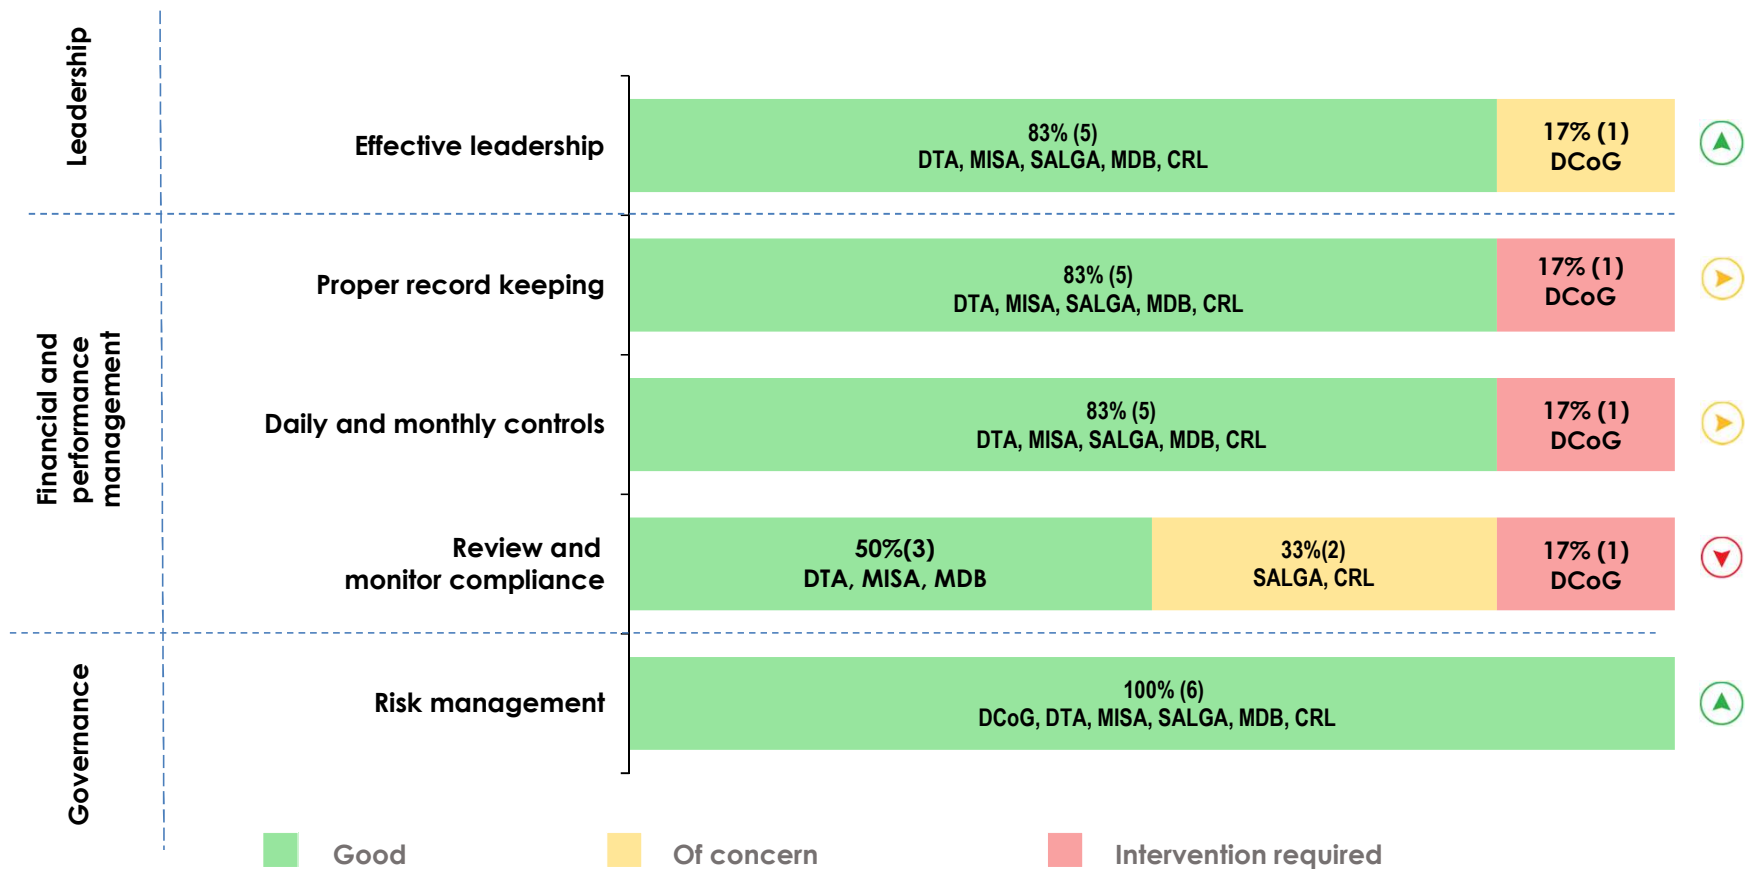 Leadership
Effective leadership
83% (5)
DTA, MISA, SALGA, MDB, CRL
17% (1)
DCoG
Financial and
performance
management
Proper record keeping
83% (5)
DTA, MISA, SALGA, MDB, CRL
17% (1)
DCoG
Daily and monthly controls
83% (5)
DTA, MISA, SALGA, MDB, CRL
17% (1)
DCoG
Review and
monitor compliance
50%(3)
DTA, MISA, MDB
33%(2)
SALGA, CRL
17% (1)
DCoG
Governance
Risk management
100% (6)
DCoG, DTA, MISA, SALGA, MDB, CRL
Good
Of concern
Intervention required